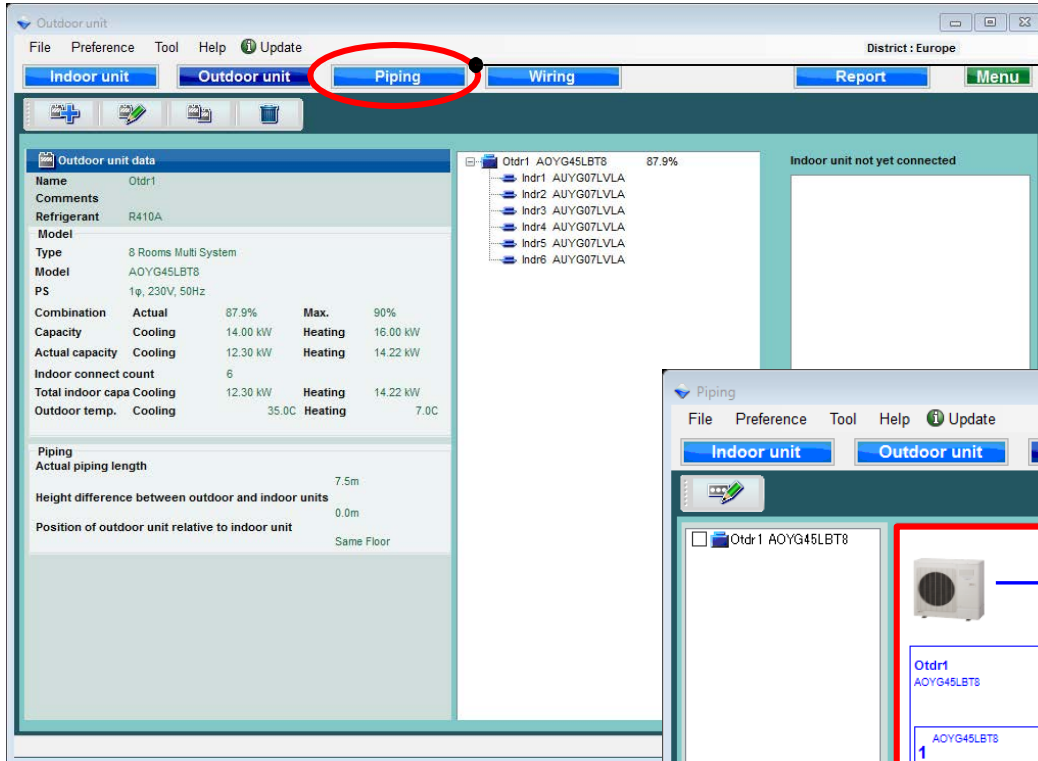 Outdoor unit
File Preference Tool Help Update
District : Europe
Indoor unit Outdoor unit Piping Wiring Report Menu
Outdoor unit data
Name Otdr1
Comments
Refrigerant R410A
Model
Type 8 Rooms Multi System
Model AOYG45LBT8
PS 1φ, 230V, 50Hz
Combination Actual 87.9% Max. 90%
Capacity Cooling 14.00 kW Heating 16.00 kW
Actual capacity Cooling 12.30 kW Heating 14.22 kW
Indoor connect count 6
Total indoor capa Cooling 12.30 kW Heating 14.22 kW
Outdoor temp. Cooling 35.0C Heating 7.0C
Piping
Actual piping length
7.5m
Height difference between outdoor and indoor units
0.0m
Position of outdoor unit relative to indoor unit
Same Floor
Otdr1 AOYG45LBT8 87.9%
Indr1 AUYG07LVLA
Indr2 AUYG07LVLA
Indr3 AUYG07LVLA
Indr4 AUYG07LVLA
Indr5 AUYG07LVLA
Indr6 AUYG07LVLA
Indoor unit not yet connected
Piping
File Preference Tool Help Update
Indoor unit Outdoor unit
Otdr1 AOYG45LBT8
Otdr1
AOYG45LBT8
AOYG45LBT8
1